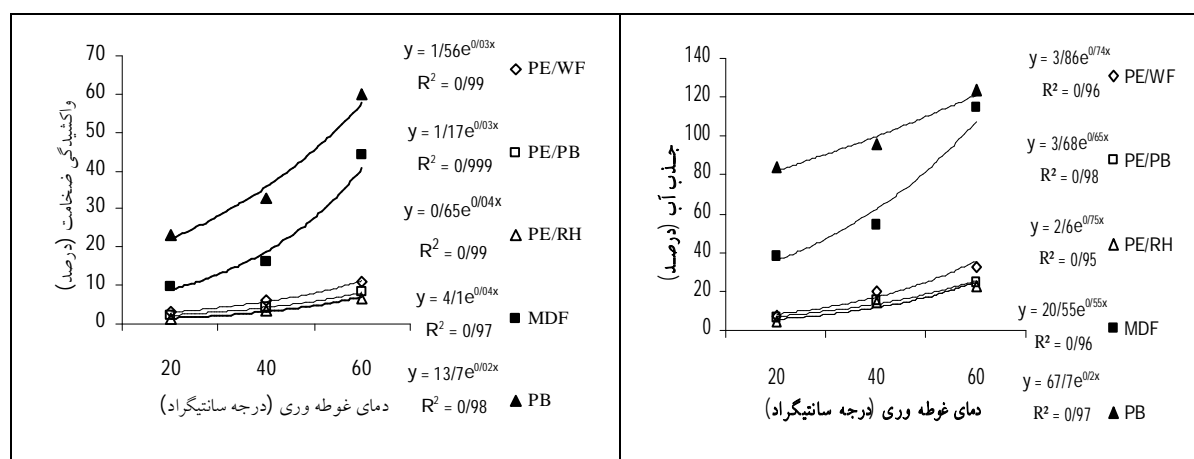 واکشیدگی ضخامت (درصد)
70
60
50
40
30
20
10
0
20 40 60
دمای غوطه وری (درجه سانتیگراد)
y = 1/56e^0/03x
R² = 0/99
PE/WF
y = 1/17e^0/03x
R² = 0/999
PE/PB
y = 0/65e^0/04x
R² = 0/99
PE/RH
y = 4/1e^0/04x
R² = 0/97
MDF
y = 13/7e^0/02x
R² = 0/98
PB
جذب آب (درصد)
140
120
100
80
60
40
20
0
20 40 60
دمای غوطه وری (درجه سانتیگراد)
y = 3/86e^0/74x
R² = 0/96
PE/WF
y = 3/68e^0/65x
R² = 0/98
PE/PB
y = 2/6e^0/75x
R² = 0/95
PE/RH
y = 20/55e^0/55x
R² = 0/96
MDF
y = 67/7e^0/2x
R² = 0/97
PB